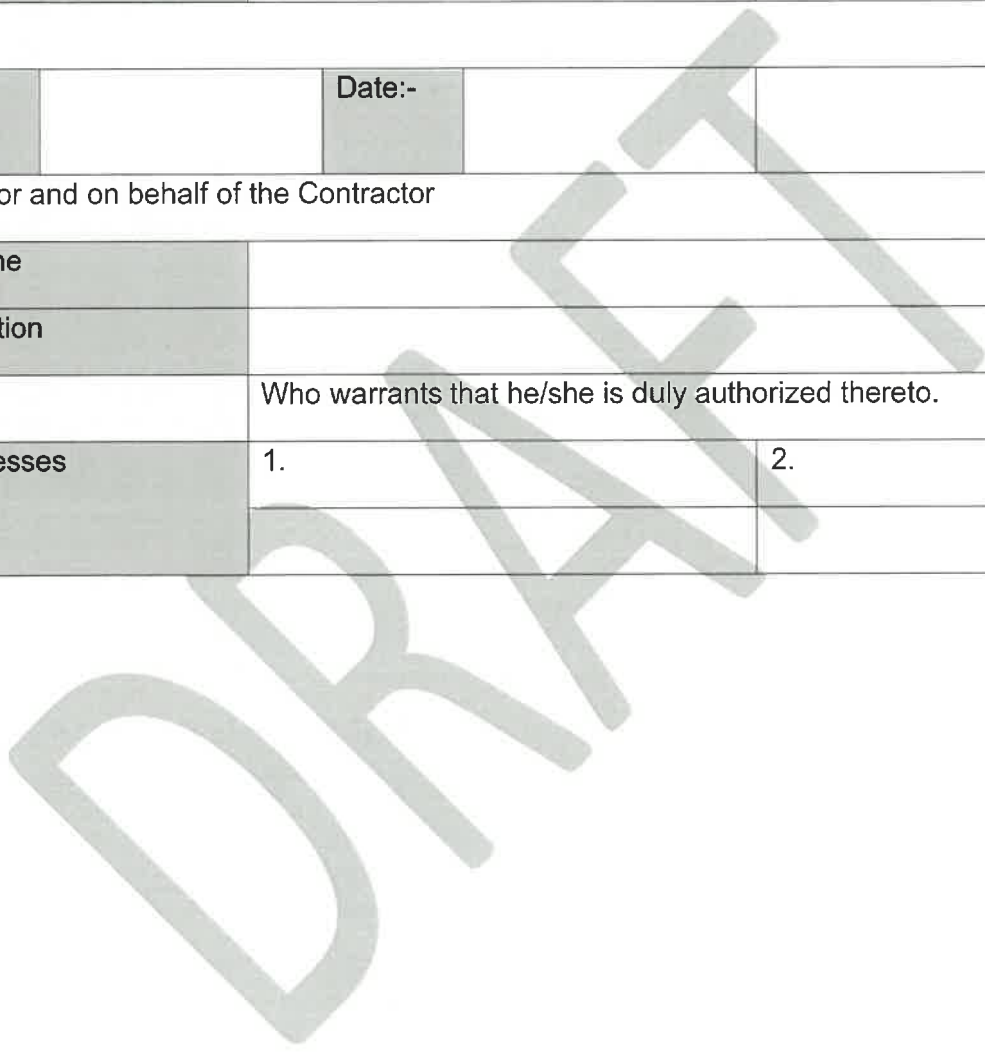 Date:-
or and on behalf of the Contractor
ne
tion
Who warrants that he/she is duly authorized thereto.
esses 1. 2.
DRAFT